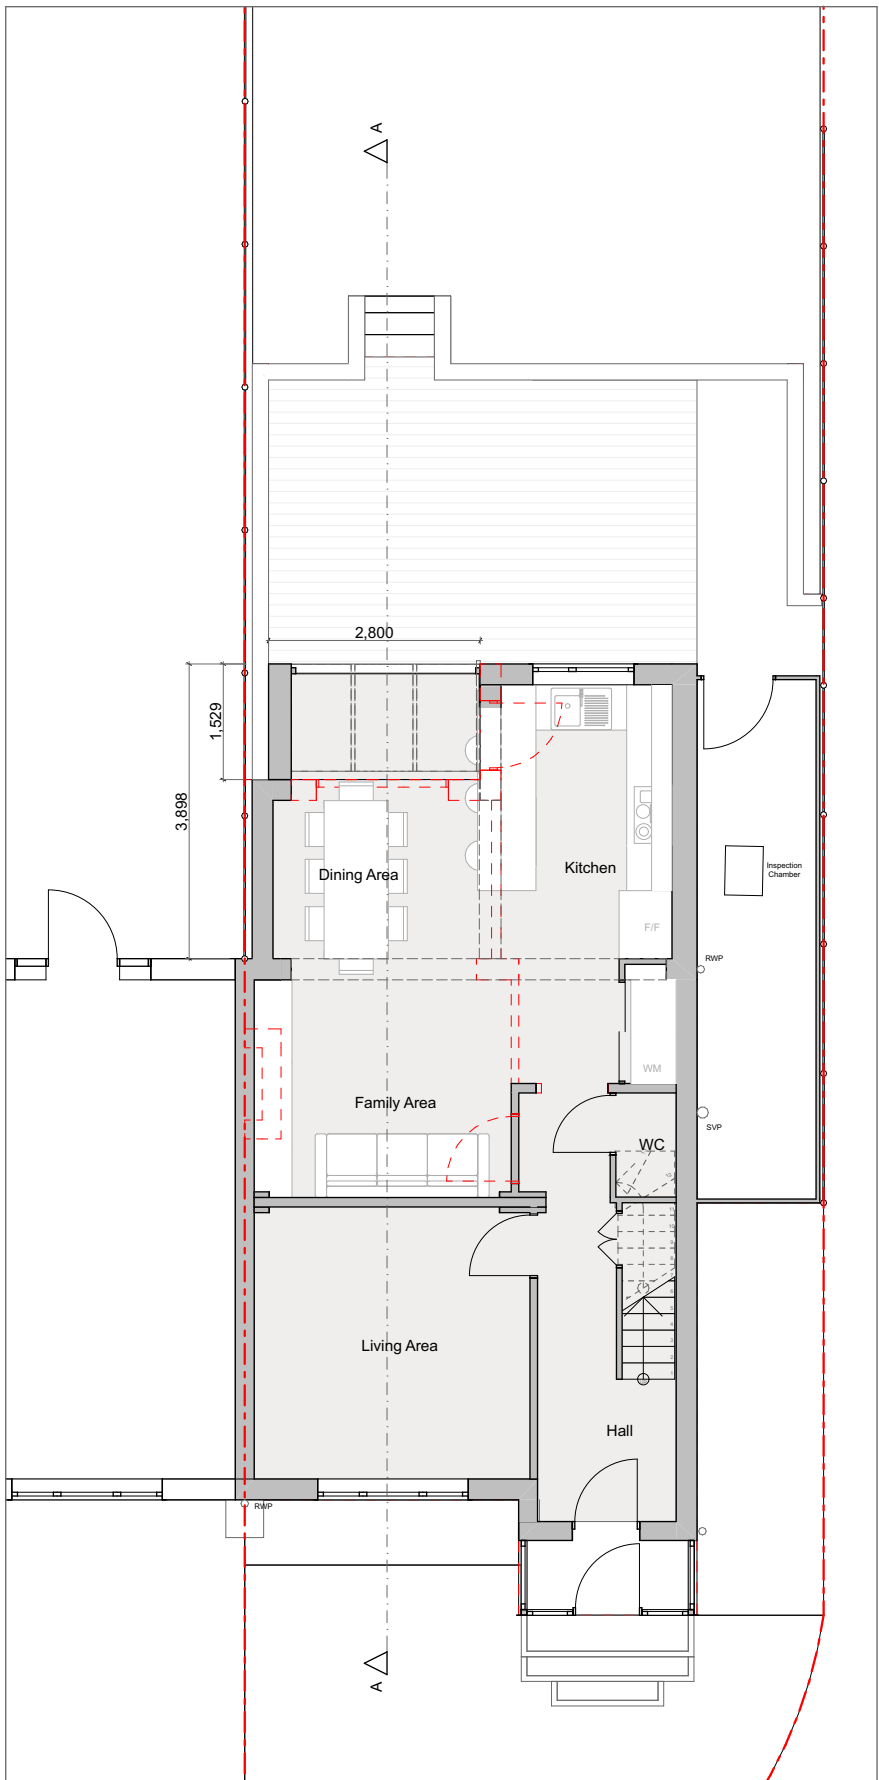 A
2,800
1,529
3,898
Dining Area
Kitchen
Inspection
Chamber
F/F
RWP
WM
Family Area
SVP
WC
Living Area
Hall
RWP
A